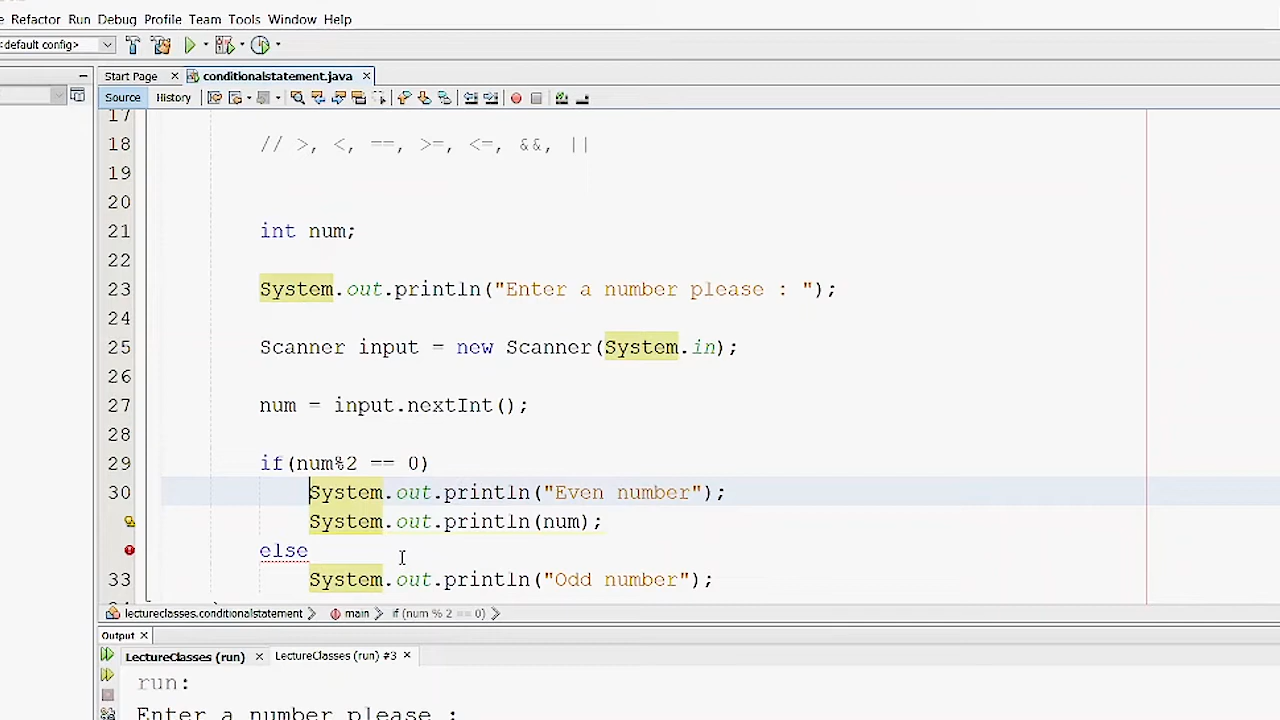 Refactor Run Debug Profile Team Tools Window Help
default config>
Start Page conditionalstatement.java
Source History
17
18 // >, <, ==, >=, <=, &&, ||
19
20
21 int num;
22
23 System.out.println("Enter a number please : ");
24
25 Scanner input = new Scanner(System.in);
26
27 num = input.nextInt();
28
29 if(num%2 == 0)
30 System.out.println("Even number");
System.out.println(num);
else
33 System.out.println("Odd number");
lectureclasses.conditionalstatement main if (num % 2 == 0)
Output
LectureClasses (run) LectureClasses (run) #3
run:
Enter a number please :